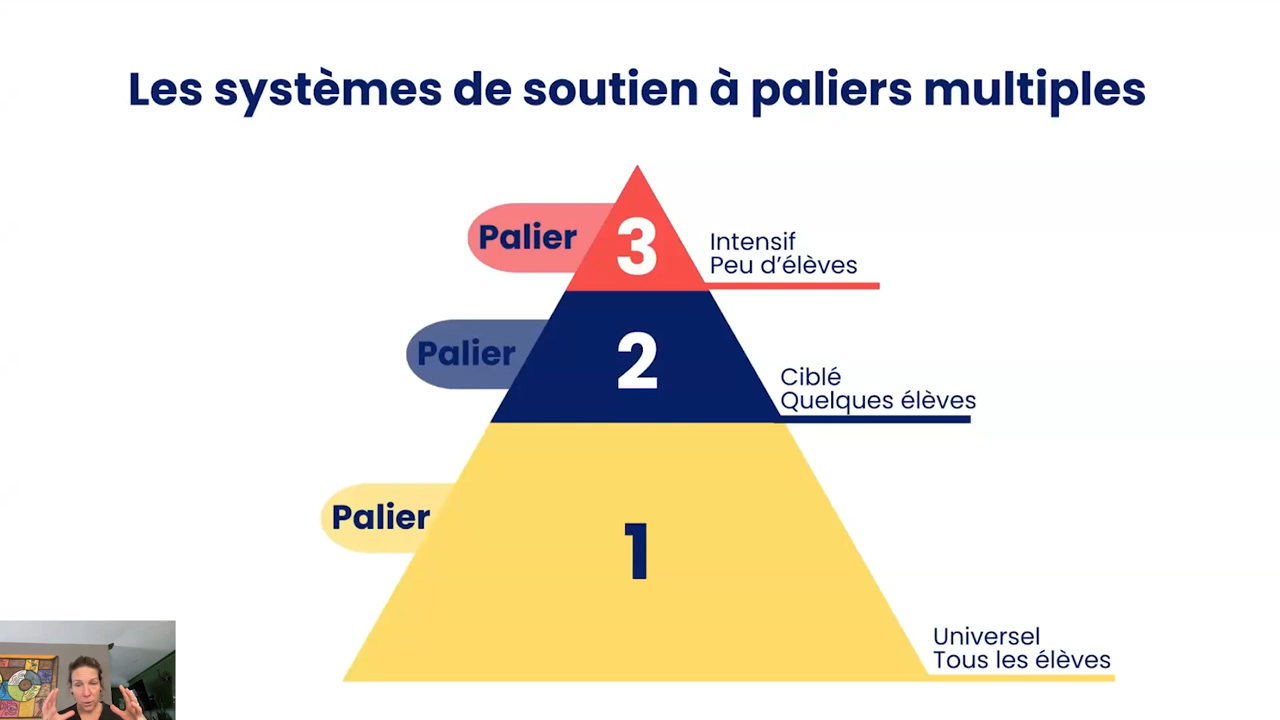 Les systèmes de soutien à paliers multiples
Palier
3
Intensif
Peu d'élèves
Palier
2
Ciblé
Quelques élèves
Palier
1
Universel
Tous les élèves